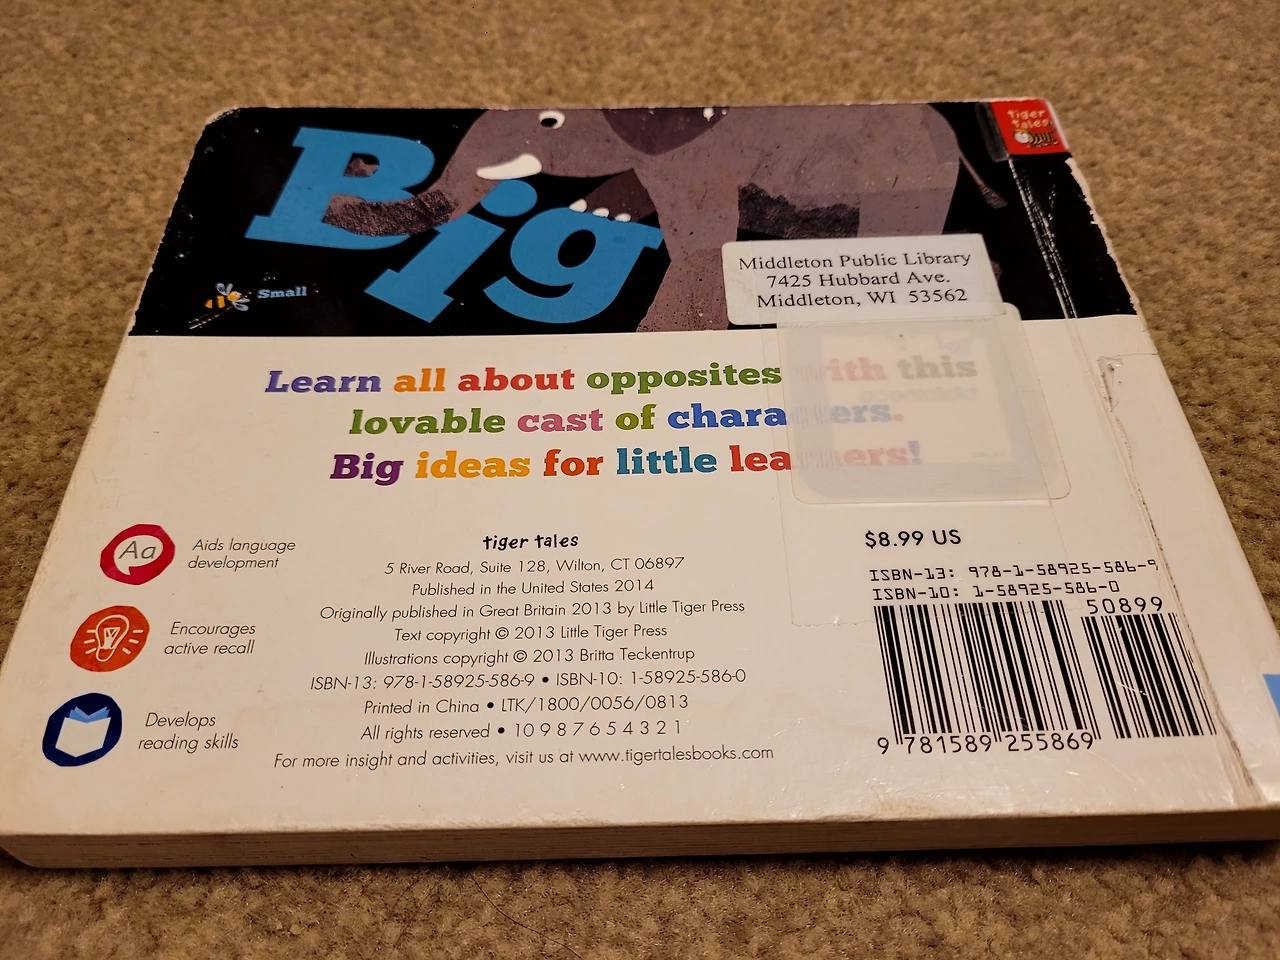 tiger
tales
Big
Small
Middleton Public Library
7425 Hubbard Ave.
Middleton, WI 53562
Learn all about opposites with this
lovable cast of characters.
Big ideas for little learners!
Aa
Aids language
development
Encourages
active recall
Develops
reading skills
tiger tales
5 River Road, Suite 128, Wilton, CT 06897
Published in the United States 2014
Originally published in Great Britain 2013 by Little Tiger Press
Text copyright © 2013 Little Tiger Press
Illustrations copyright © 2013 Britta Teckentrup
ISBN-13: 978-1-58925-586-9 • ISBN-10: 1-58925-586-0
Printed in China • LTK/1800/0056/0813
All rights reserved • 10 9 8 7 6 5 4 3 2 1
For more insight and activities, visit us at www.tigertalesbooks.com
$8.99 US
ISBN-13: 978-1-58925-586-9
ISBN-10: 1-58925-586-0
50899
9 781589 255869